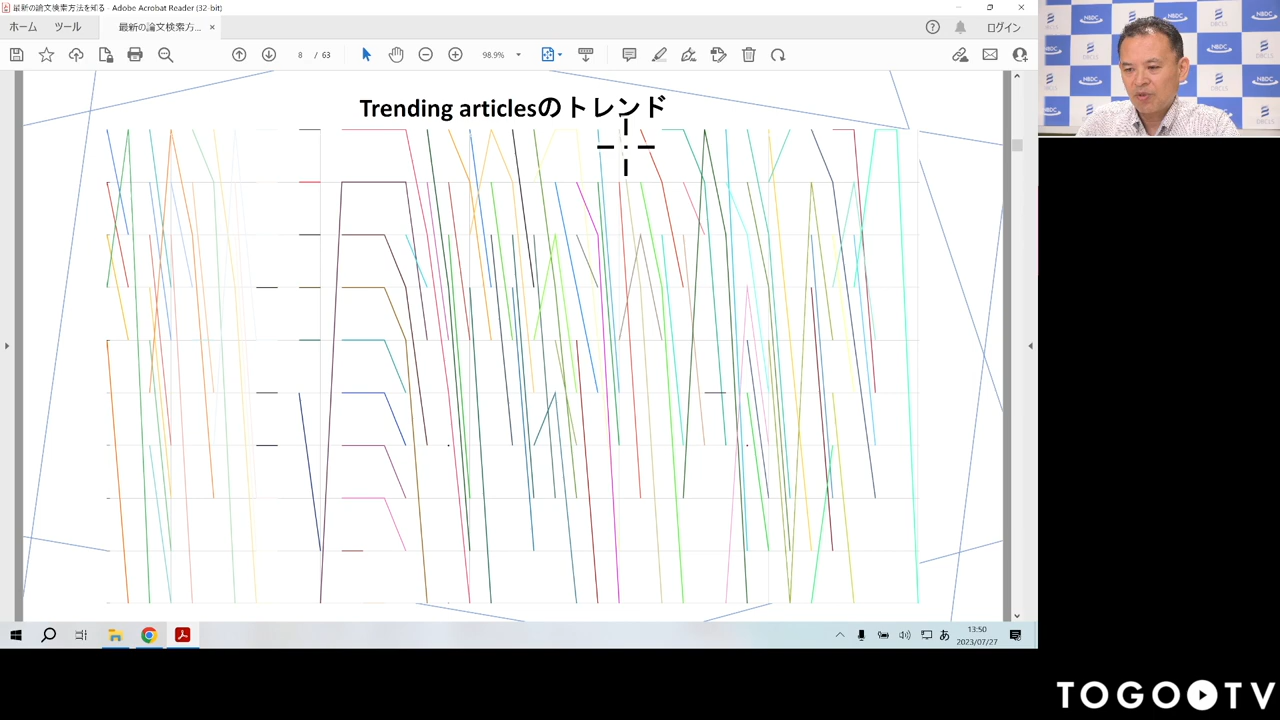 最新の論文検索方法を知る - Adobe Acrobat Reader (32-bit)
ホーム ツール 最新の論文検索方... × ログイン
8 / 63 98.9%
Trending articlesのトレンド
NBDC
DBCLS
13:50
あ
2023/07/27
TOGO TV